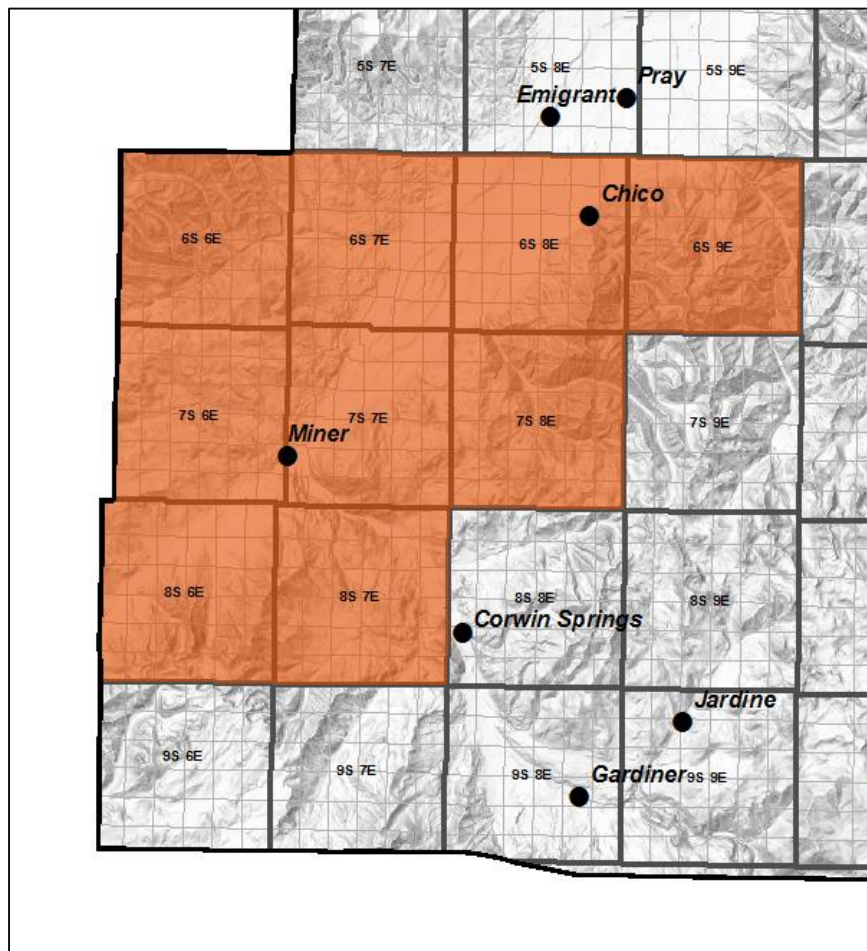 5S 7E
5S 8E
5S 9E
Pray
Emigrant
Chico
6S 6E
6S 7E
6S 8E
6S 9E
7S 6E
7S 7E
7S 8E
7S 9E
Miner
8S 6E
8S 7E
8S 8E
8S 9E
Corwin Springs
Jardine
9S 6E
9S 7E
9S 8E
Gardiner
9S 9E